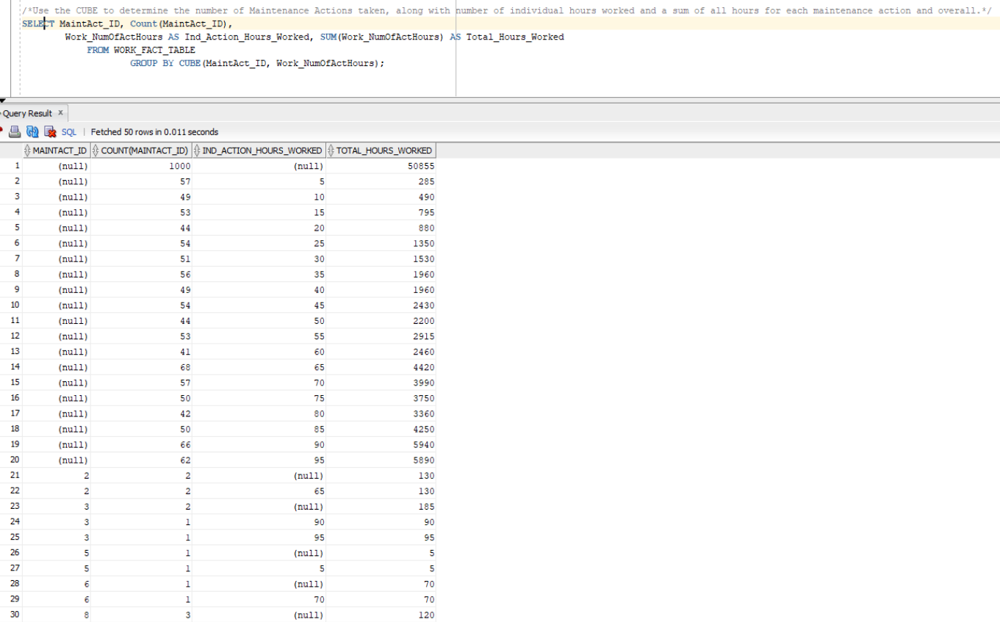 /*Use the CUBE to determine the number of Maintenance Actions taken, along with number of individual hours worked and a sum of all hours for each maintenance action and overall.*/
SELECT MaintAct_ID, Count(MaintAct_ID),
Work_NumOfActHours AS Ind_Action_Hours_Worked, SUM(Work_NumOfActHours) AS Total_Hours_Worked
FROM WORK_FACT_TABLE
GROUP BY CUBE(MaintAct_ID, Work_NumOfActHours);
Query Result x
SQL | Fetched 50 rows in 0.011 seconds
MAINTACT_ID COUNT(MAINTACT_ID) IND_ACTION_HOURS_WORKED TOTAL_HOURS_WORKED
1 (null) 1000 (null) 50855
2 (null) 57 5 285
3 (null) 49 10 490
4 (null) 53 15 795
5 (null) 44 20 880
6 (null) 54 25 1350
7 (null) 51 30 1530
8 (null) 56 35 1960
9 (null) 49 40 1960
10 (null) 54 45 2430
11 (null) 44 50 2200
12 (null) 53 55 2915
13 (null) 41 60 2460
14 (null) 68 65 4420
15 (null) 57 70 3990
16 (null) 50 75 3750
17 (null) 42 80 3360
18 (null) 50 85 4250
19 (null) 66 90 5940
20 (null) 62 95 5890
21 2 2 (null) 130
22 2 2 65 130
23 3 2 (null) 185
24 3 1 90 90
25 3 1 95 95
26 5 1 (null) 5
27 5 1 5 5
28 6 1 (null) 70
29 6 1 70 70
30 8 3 (null) 120